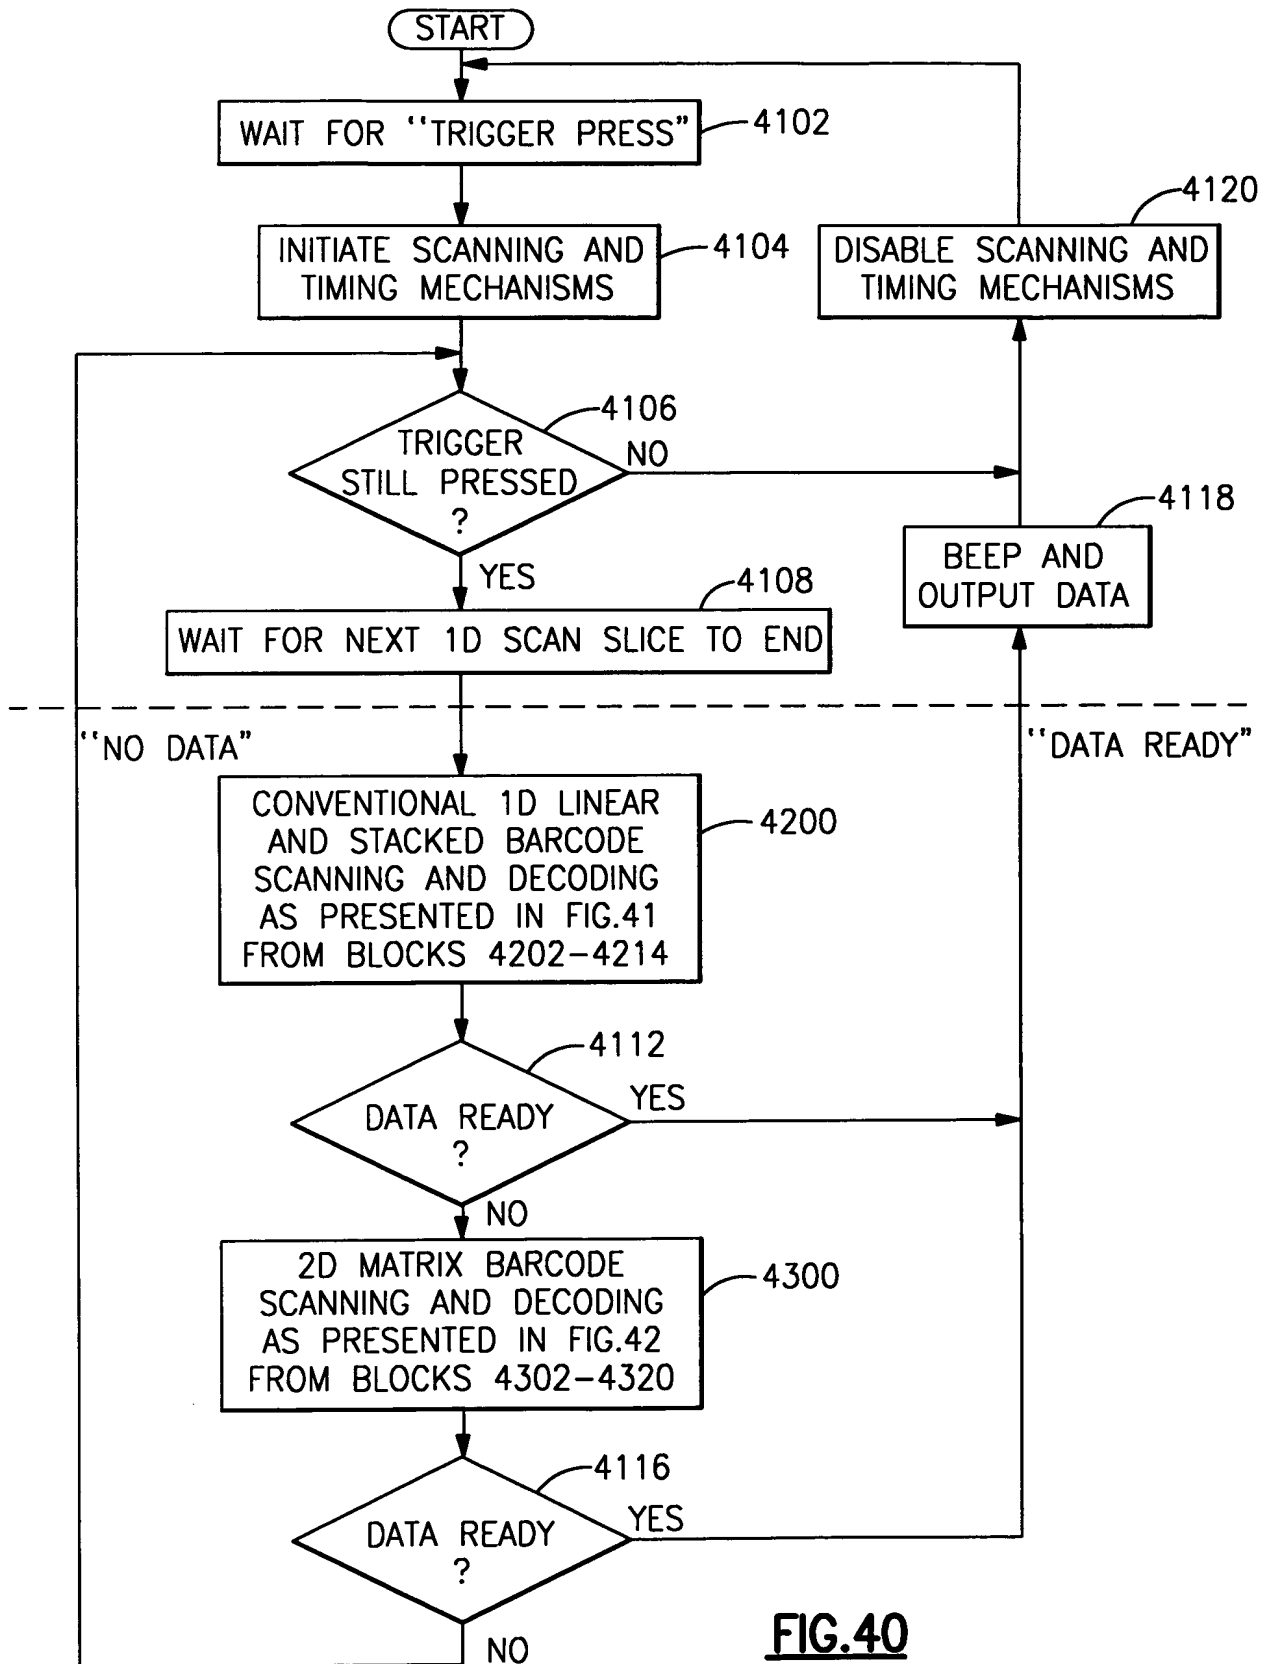 START
WAIT FOR "TRIGGER PRESS"
4102
4120
INITIATE SCANNING AND
TIMING MECHANISMS
4104
DISABLE SCANNING AND
TIMING MECHANISMS
4106
TRIGGER
STILL PRESSED
?
NO
4118
BEEP AND
OUTPUT DATA
YES
4108
WAIT FOR NEXT 1D SCAN SLICE TO END
"NO DATA"
"DATA READY"
CONVENTIONAL 1D LINEAR
AND STACKED BARCODE
SCANNING AND DECODING
AS PRESENTED IN FIG.41
FROM BLOCKS 4202-4214
4200
4112
DATA READY
?
YES
NO
2D MATRIX BARCODE
SCANNING AND DECODING
AS PRESENTED IN FIG.42
FROM BLOCKS 4302-4320
4300
4116
DATA READY
?
YES
NO
FIG.40